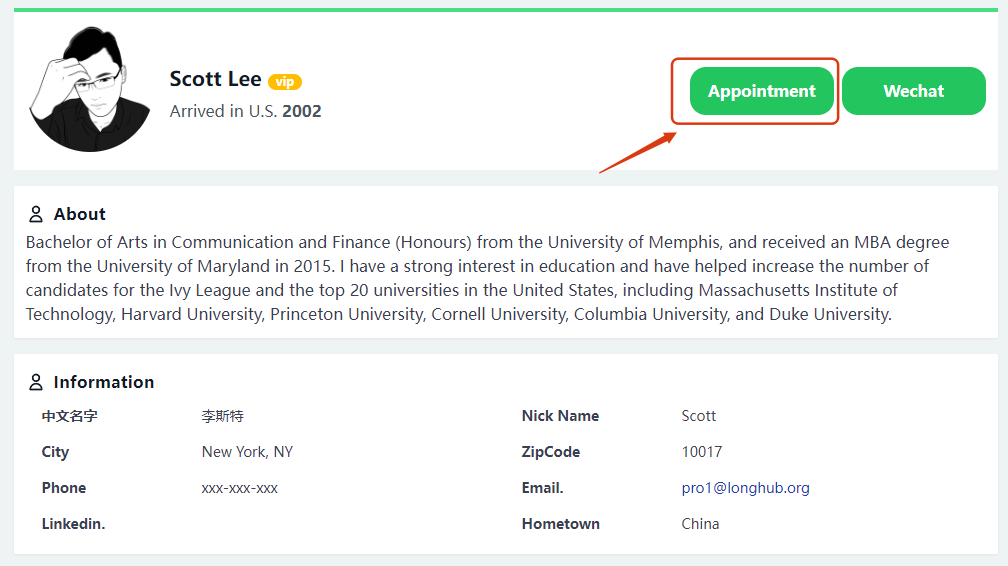 Scott Lee vip
Arrived in U.S. 2002
Appointment
Wechat
About
Bachelor of Arts in Communication and Finance (Honours) from the University of Memphis, and received an MBA degree
from the University of Maryland in 2015. I have a strong interest in education and have helped increase the number of
candidates for the Ivy League and the top 20 universities in the United States, including Massachusetts Institute of
Technology, Harvard University, Princeton University, Cornell University, Columbia University, and Duke University.
Information
中文名字 李斯特 Nick Name Scott
City New York, NY ZipCode 10017
Phone xxx-xxx-xxx Email. pro1@longhub.org
Linkedin. Hometown China